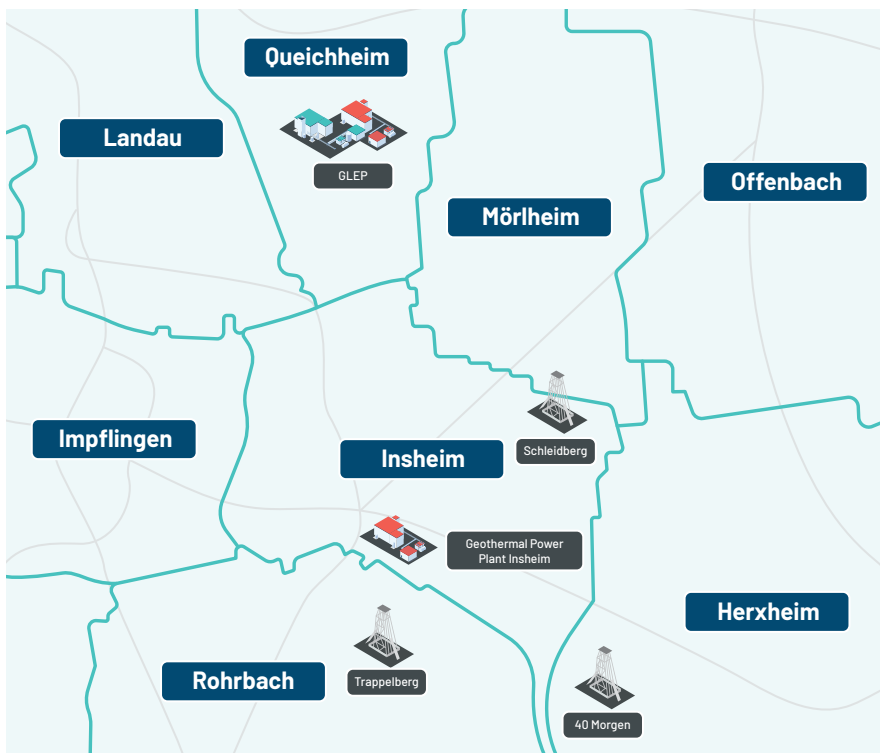 Queichheim
Landau
GLEP
Offenbach
Mörlheim
Impflingen
Insheim
Schleidberg
Geothermal Power
Plant Insheim
Herxheim
Rohrbach
Trappelberg
40 Morgen